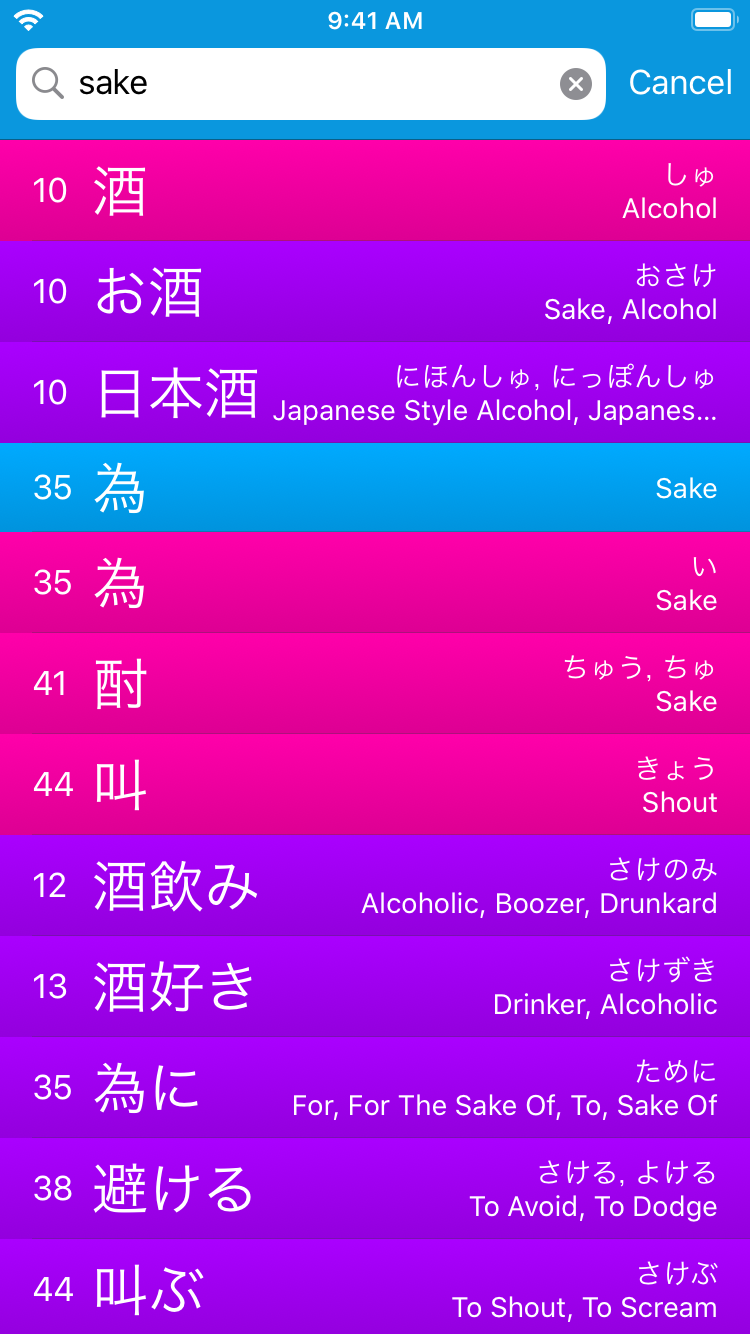 9:41 AM
sake
Cancel
10 酒 しゅ
Alcohol
10 お酒 おさけ
Sake, Alcohol
10 日本酒 にほんしゅ, にっぽんしゅ
Japanese Style Alcohol, Japanes...
35 為 Sake
35 為 い
Sake
41 酎 ちゅう, ちゅ
Sake
44 叫 きょう
Shout
12 酒飲み さけのみ
Alcoholic, Boozer, Drunkard
13 酒好き さけずき
Drinker, Alcoholic
35 為に ために
For, For The Sake Of, To, Sake Of
38 避ける さける, よける
To Avoid, To Dodge
44 叫ぶ さけぶ
To Shout, To Scream